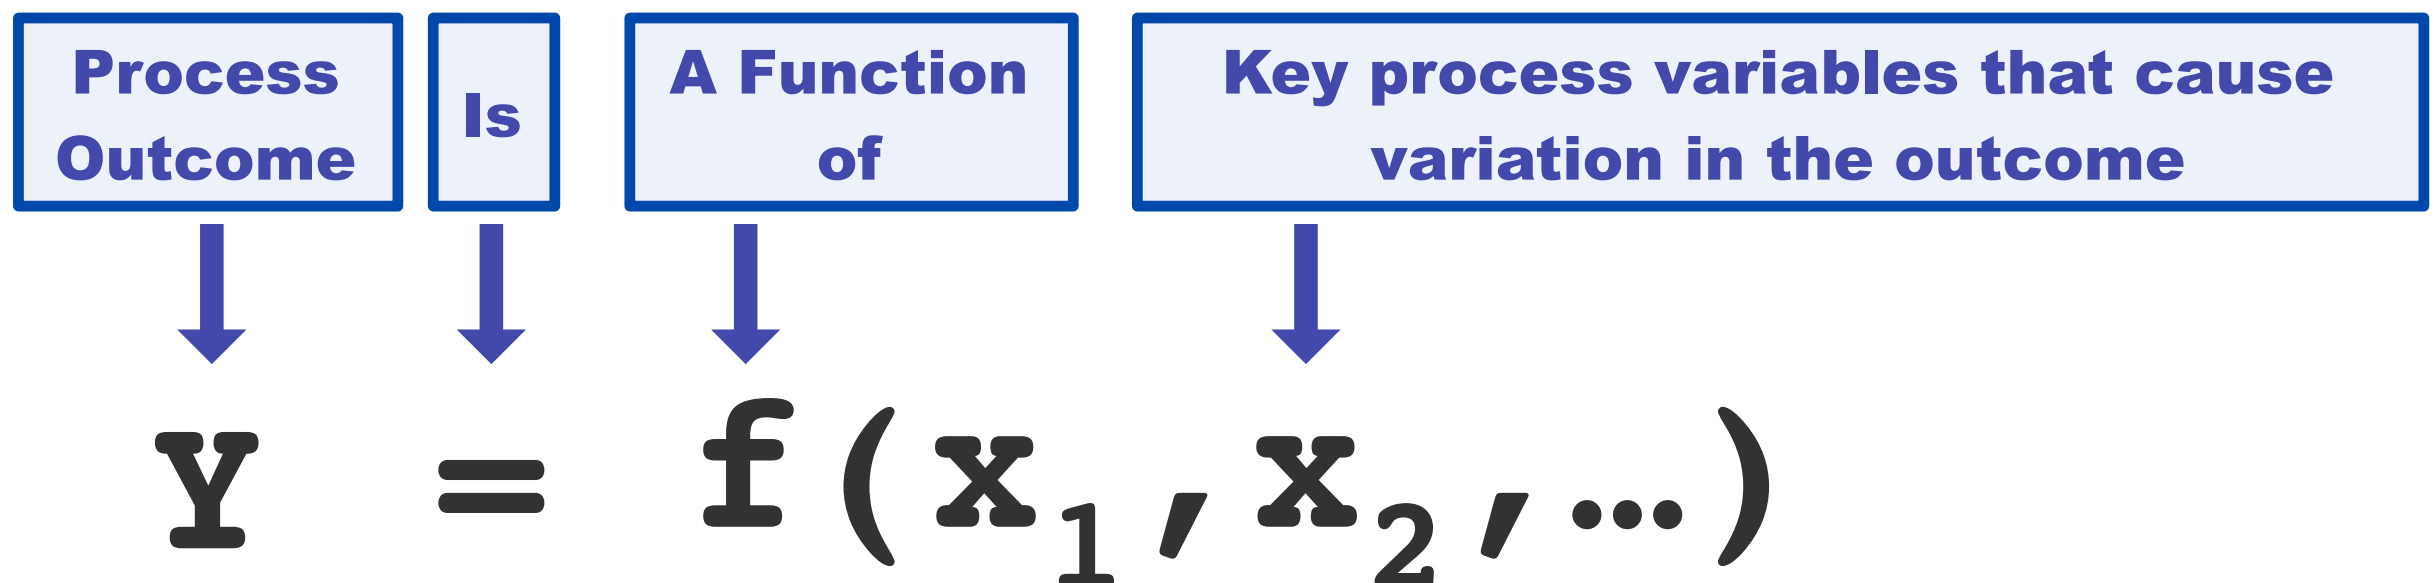 Process
Outcome
Is
A Function
of
Key process variables that cause
variation in the outcome
Y = f(x₁,x₂,…)